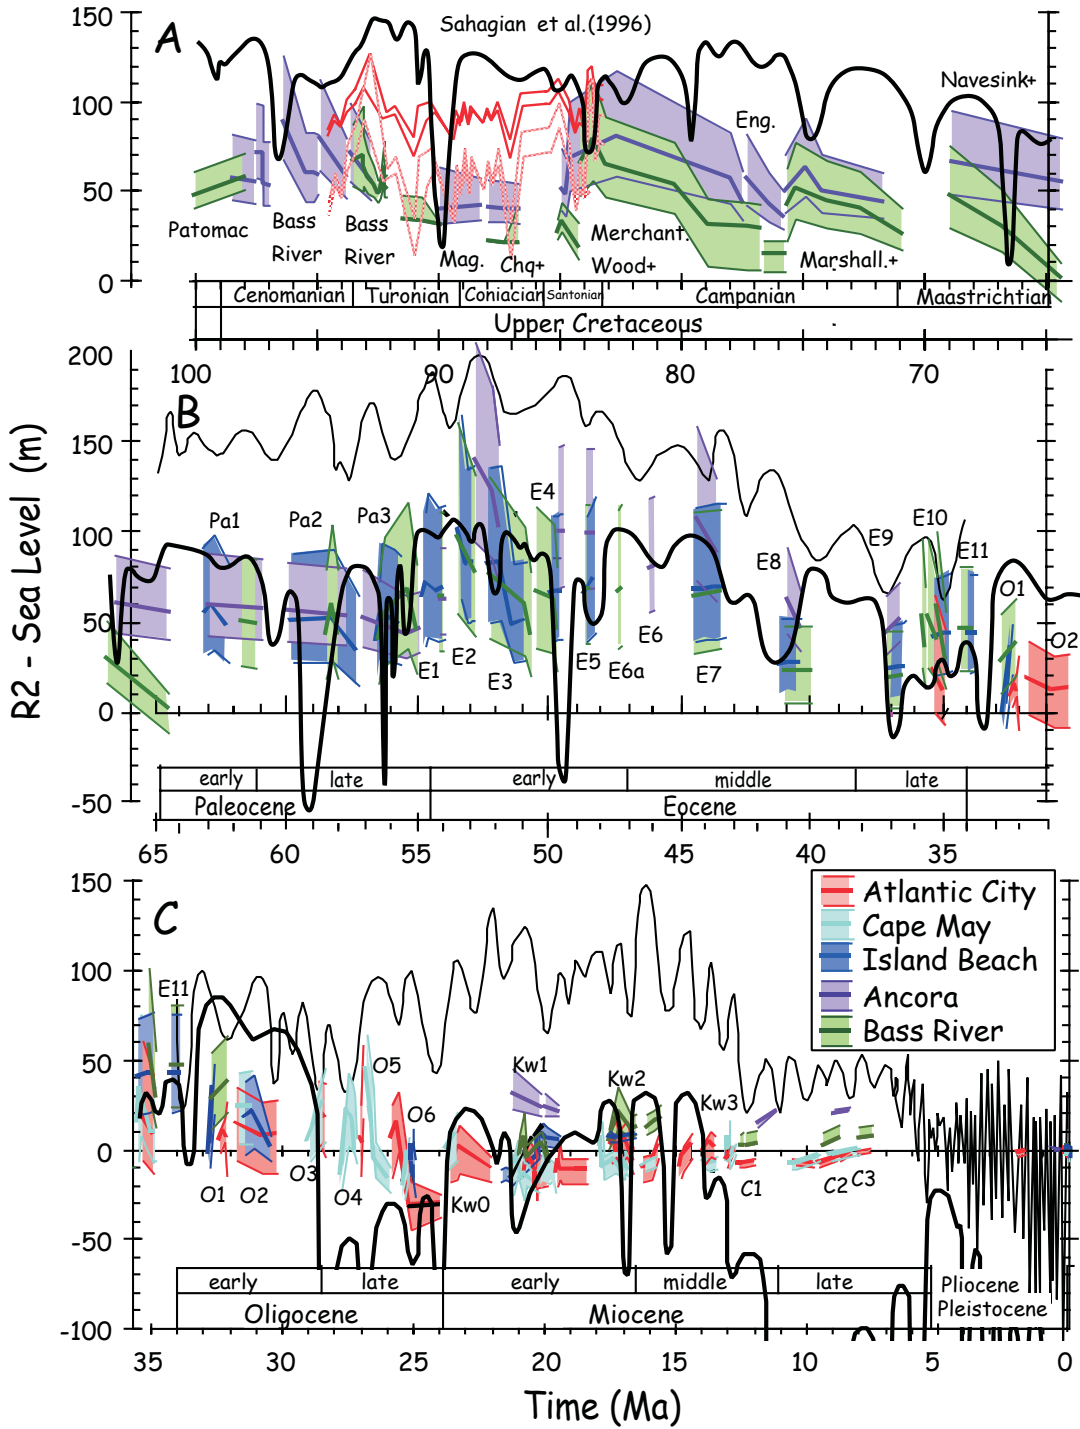 R2 - Sea Level (m)
A
Sahagian et al.(1996)
150
100
50
0
Navesink+
Eng.
Patomac
Bass
River
Bass
River
Mag.
Chq+
Merchant.
Wood+
Marshall.+
Cenomanian
Turonian
Coniacian
Santonian
Campanian
Maastrichtian
Upper Cretaceous
100
90
80
70
B
200
150
100
50
0
-50
Pa1
Pa2
Pa3
E1
E2
E3
E4
E5
E6a
E6
E7
E8
E9
E10
E11
O1
O2
early
late
early
middle
late
Paleocene
Eocene
65
60
55
50
45
40
35
C
150
100
50
0
-50
-100
Atlantic City
Cape May
Island Beach
Ancora
Bass River
E11
O1
O2
O3
O4
O5
O6
Kw0
Kw1
Kw2
Kw3
C1
C2
C3
early
late
early
middle
late
Oligocene
Miocene
Pliocene
Pleistocene
35
30
25
20
15
10
5
0
Time (Ma)